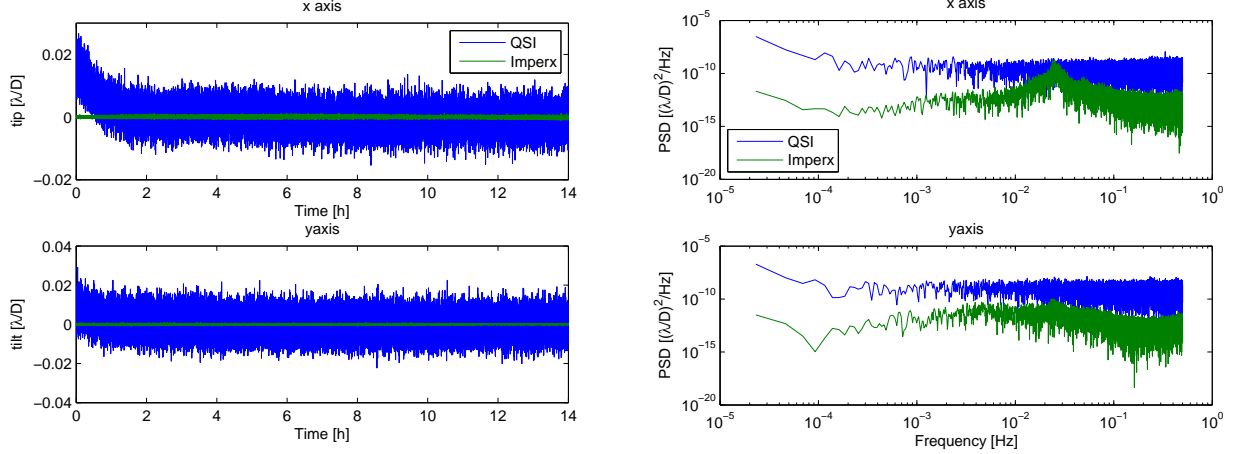 x axis
0.02
0
−0.02
tip [λ/D]
QSI
Imperx
0 2 4 6 8 10 12 14
Time [h]
yaxis
0.04
0.02
0
−0.02
−0.04
tilt [λ/D]
0 2 4 6 8 10 12 14
Time [h]
x axis
10^−5
10^−10
10^−15
10^−20
PSD [(λ/D)^2/Hz]
QSI
Imperx
10^−5 10^−4 10^−3 10^−2 10^−1 10^0
yaxis
10^−5
10^−10
10^−15
10^−20
PSD [(λ/D)^2/Hz]
10^−5 10^−4 10^−3 10^−2 10^−1 10^0
Frequency [Hz]